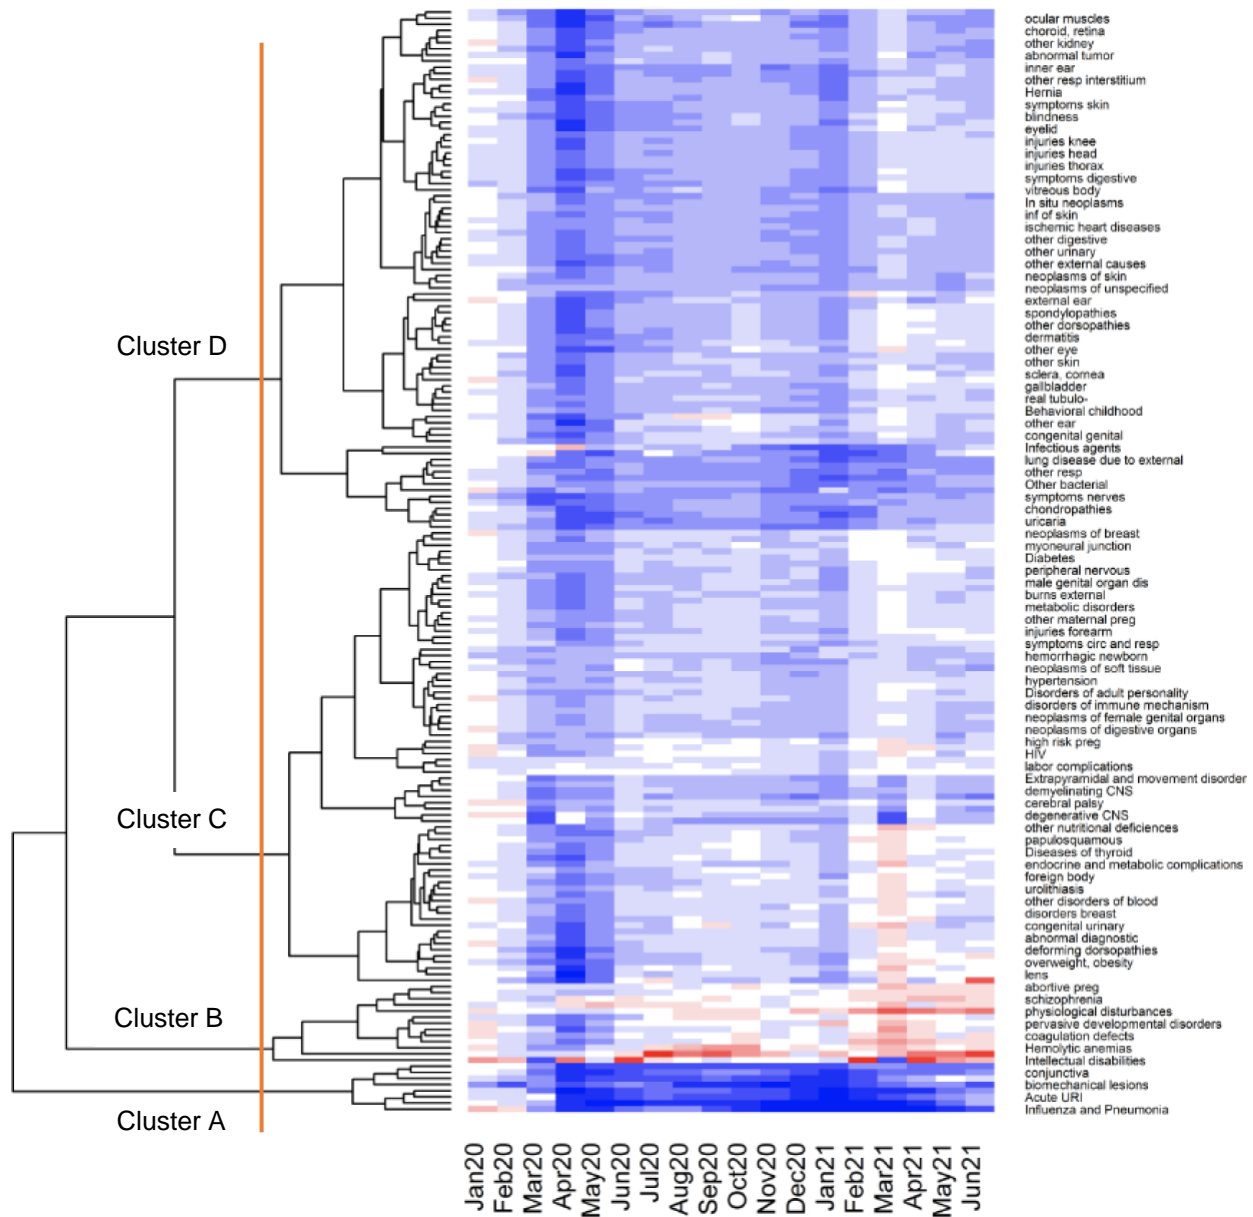 ocular muscles
choroid, retina
other kidney
abnormal tumor
inner ear
other resp interstitium
Hernia
symptoms skin
blindness
eyelid
injuries knee
injuries head
injuries thorax
symptoms digestive
vitreous body
In situ neoplasms
inf of skin
ischemic heart diseases
other digestive
other urinary
other external causes
neoplasms of skin
neoplasms of unspecified
external ear
spondylopathies
other dorsopathies
dermatitis
other eye
other skin
sclera, cornea
gallbladder
real tubulo-
Behavioral childhood
other ear
congenital genital
Infectious agents
lung disease due to external
other resp
Other bacterial
symptoms nerves
chondropathies
uricaria
neoplasms of breast
myoneural junction
Diabetes
peripheral nervous
male genital organ dis
burns external
metabolic disorders
other maternal preg
injuries forearm
symptoms circ and resp
hemorrhagic newborn
neoplasms of soft tissue
hypertension
Disorders of adult personality
disorders of immune mechanism
neoplasms of female genital organs
neoplasms of digestive organs
high risk preg
HIV
labor complications
Extrapyramidal and movement disorder
demyelinating CNS
cerebral palsy
degenerative CNS
other nutritional deficiences
papulosquamous
Diseases of thyroid
endocrine and metabolic complications
foreign body
urolithiasis
other disorders of blood
disorders breast
congenital urinary
abnormal diagnostic
deforming dorsopathies
overweight, obesity
lens
abortive preg
schizophrenia
physiological disturbances
pervasive developmental disorders
coagulation defects
Hemolytic anemias
Intellectual disabilities
conjunctiva
biomechanical lesions
Acute URI
Influenza and Pneumonia
Cluster D
Cluster C
Cluster B
Cluster A
Jan20
Feb20
Mar20
Apr20
May20
Jun20
Jul20
Aug20
Sep20
Oct20
Nov20
Dec20
Jan21
Feb21
Mar21
Apr21
May21
Jun21